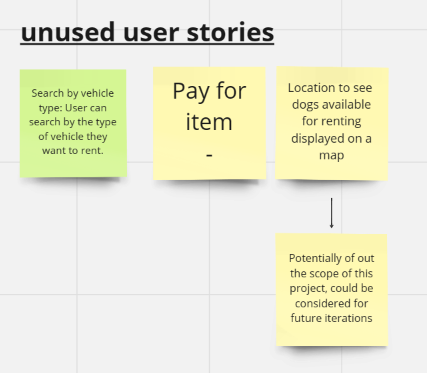 unused user stories
Search by vehicle
type: User can
search by the type
of vehicle they
want to rent.
Pay for
item
-
Location to see
dogs available
for renting
displayed on a
map
Potentially of out
the scope of this
project, could be
considered for
future iterations